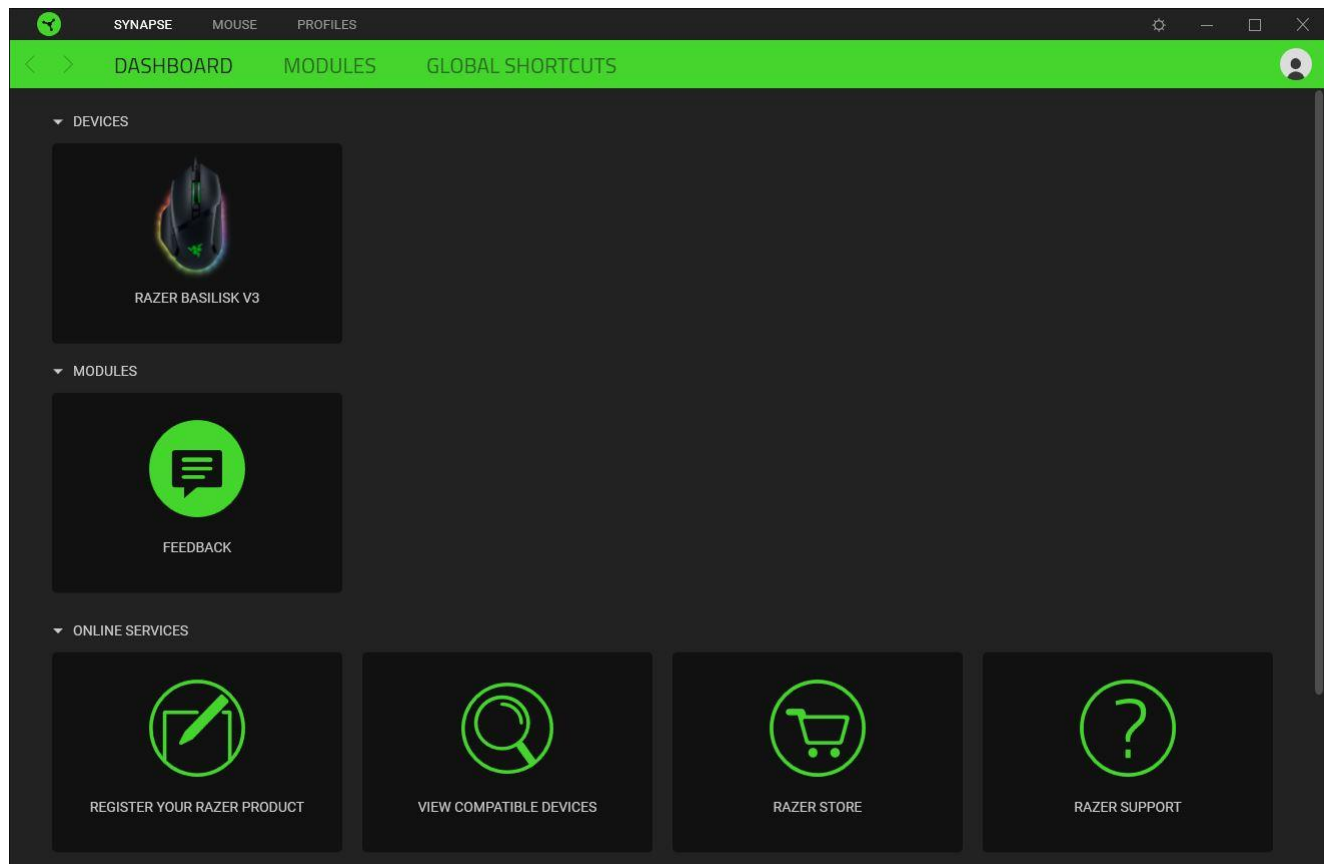 SYNAPSE MOUSE PROFILES
DASHBOARD MODULES GLOBAL SHORTCUTS
DEVICES
RAZER BASILISK V3
MODULES
FEEDBACK
ONLINE SERVICES
REGISTER YOUR RAZER PRODUCT
VIEW COMPATIBLE DEVICES
RAZER STORE
RAZER SUPPORT
?